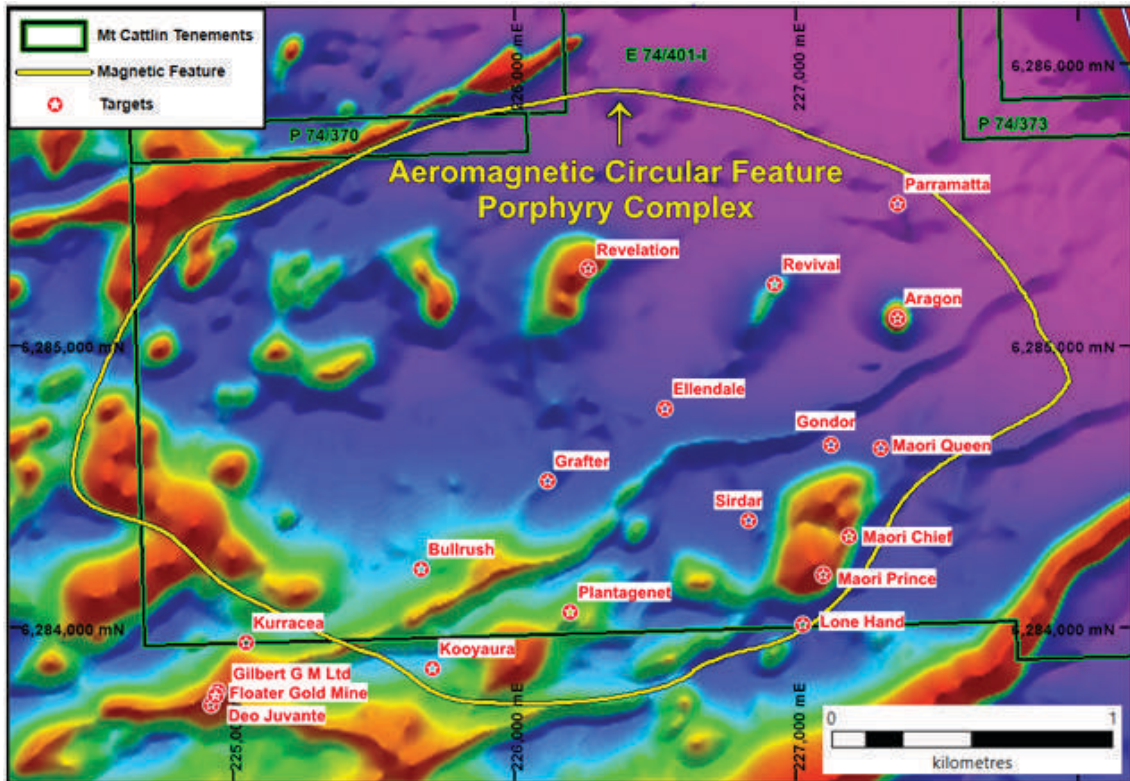 Mt Cattlin Tenements
Magnetic Feature
Targets
226,000 mE
E 74/401-I
227,000 mE
6,286,000 mN
P 74/370
P 74/373
Aeromagnetic Circular Feature
Porphyry Complex
Parramatta
Revelation
Revival
Aragon
6,285,000 mN
6,285,000 mN
Ellendale
Gondor
Maori Queen
Grafter
Sirdar
Maori Chief
Bullrush
Maori Prince
Plantagenet
Lone Hand
Kurracea
6,284,000 mN
6,284,000 mN
Kooyaura
Gilbert G M Ltd
Floater Gold Mine
Deo Juvante
226,000 mE
227,000 mE
0 1
kilometres